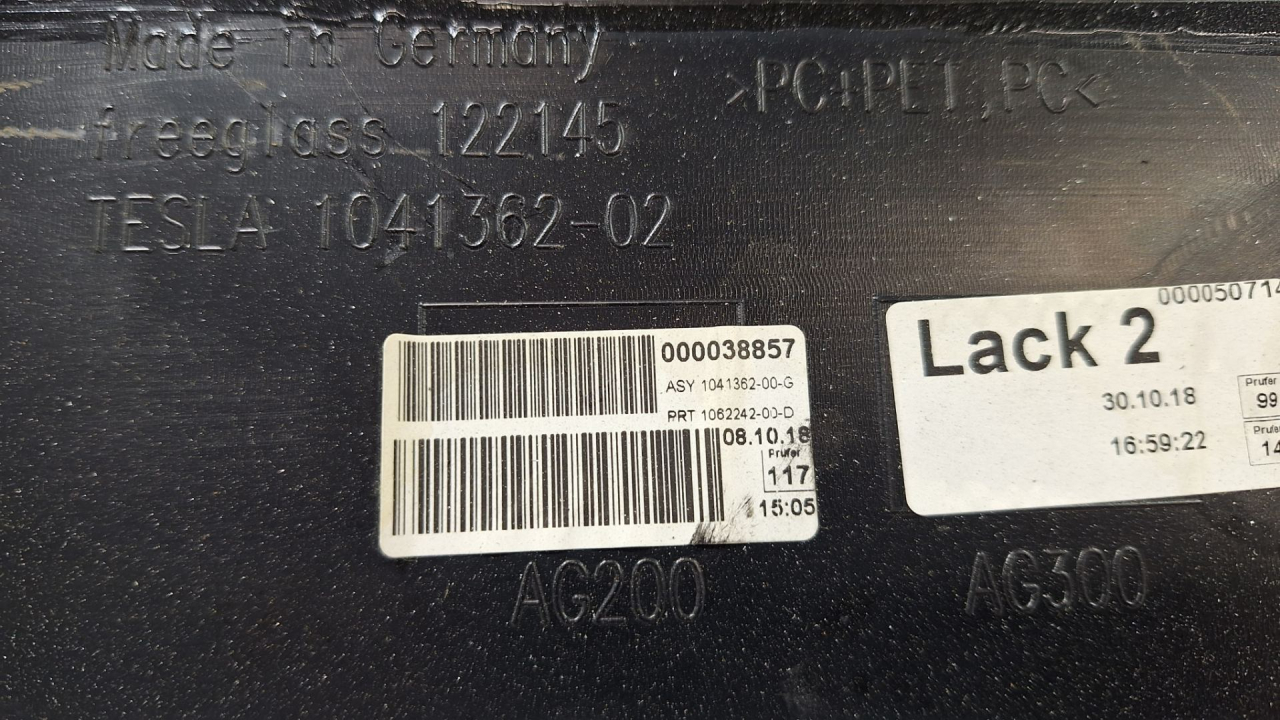 Made in Germany
freeglass 122145
TESLA 1041362-02
>PC+PET,PC<
000038857
ASY 1041362-00-G
PRT 1062242-00-D
08.10.18
Prufer
117
15:05
AG200
000050714
Lack 2
30.10.18
Prufer
99
16:59:22
Prufer
14
AG300